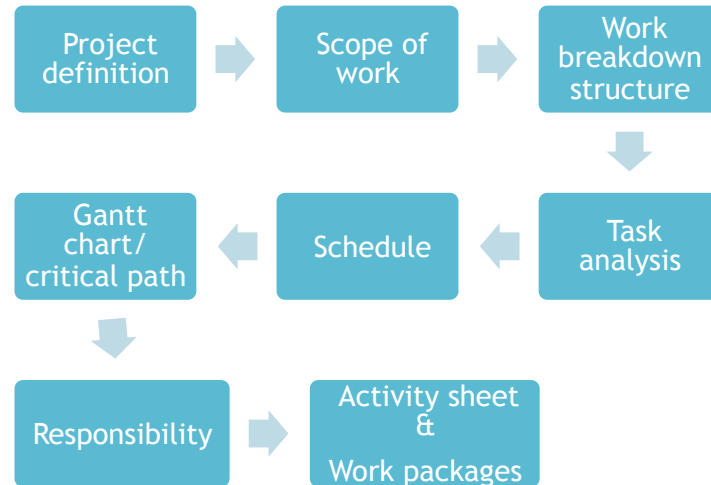 Project
definition
Scope of
work
Work
breakdown
structure
Task
analysis
Schedule
Gantt
chart/
critical path
Responsibility
Activity sheet
&
Work packages